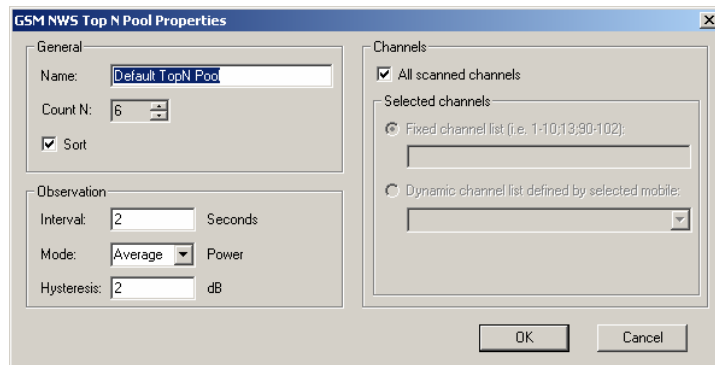 GSM NWS Top N Pool Properties
General
Name: Default TopN Pool
Count N: 6
Sort
Observation
Interval: 2 Seconds
Mode: Average Power
Hysteresis: 2 dB
Channels
All scanned channels
Selected channels
Fixed channel list (i.e. 1-10;13;90-102):
Dynamic channel list defined by selected mobile:
OK Cancel